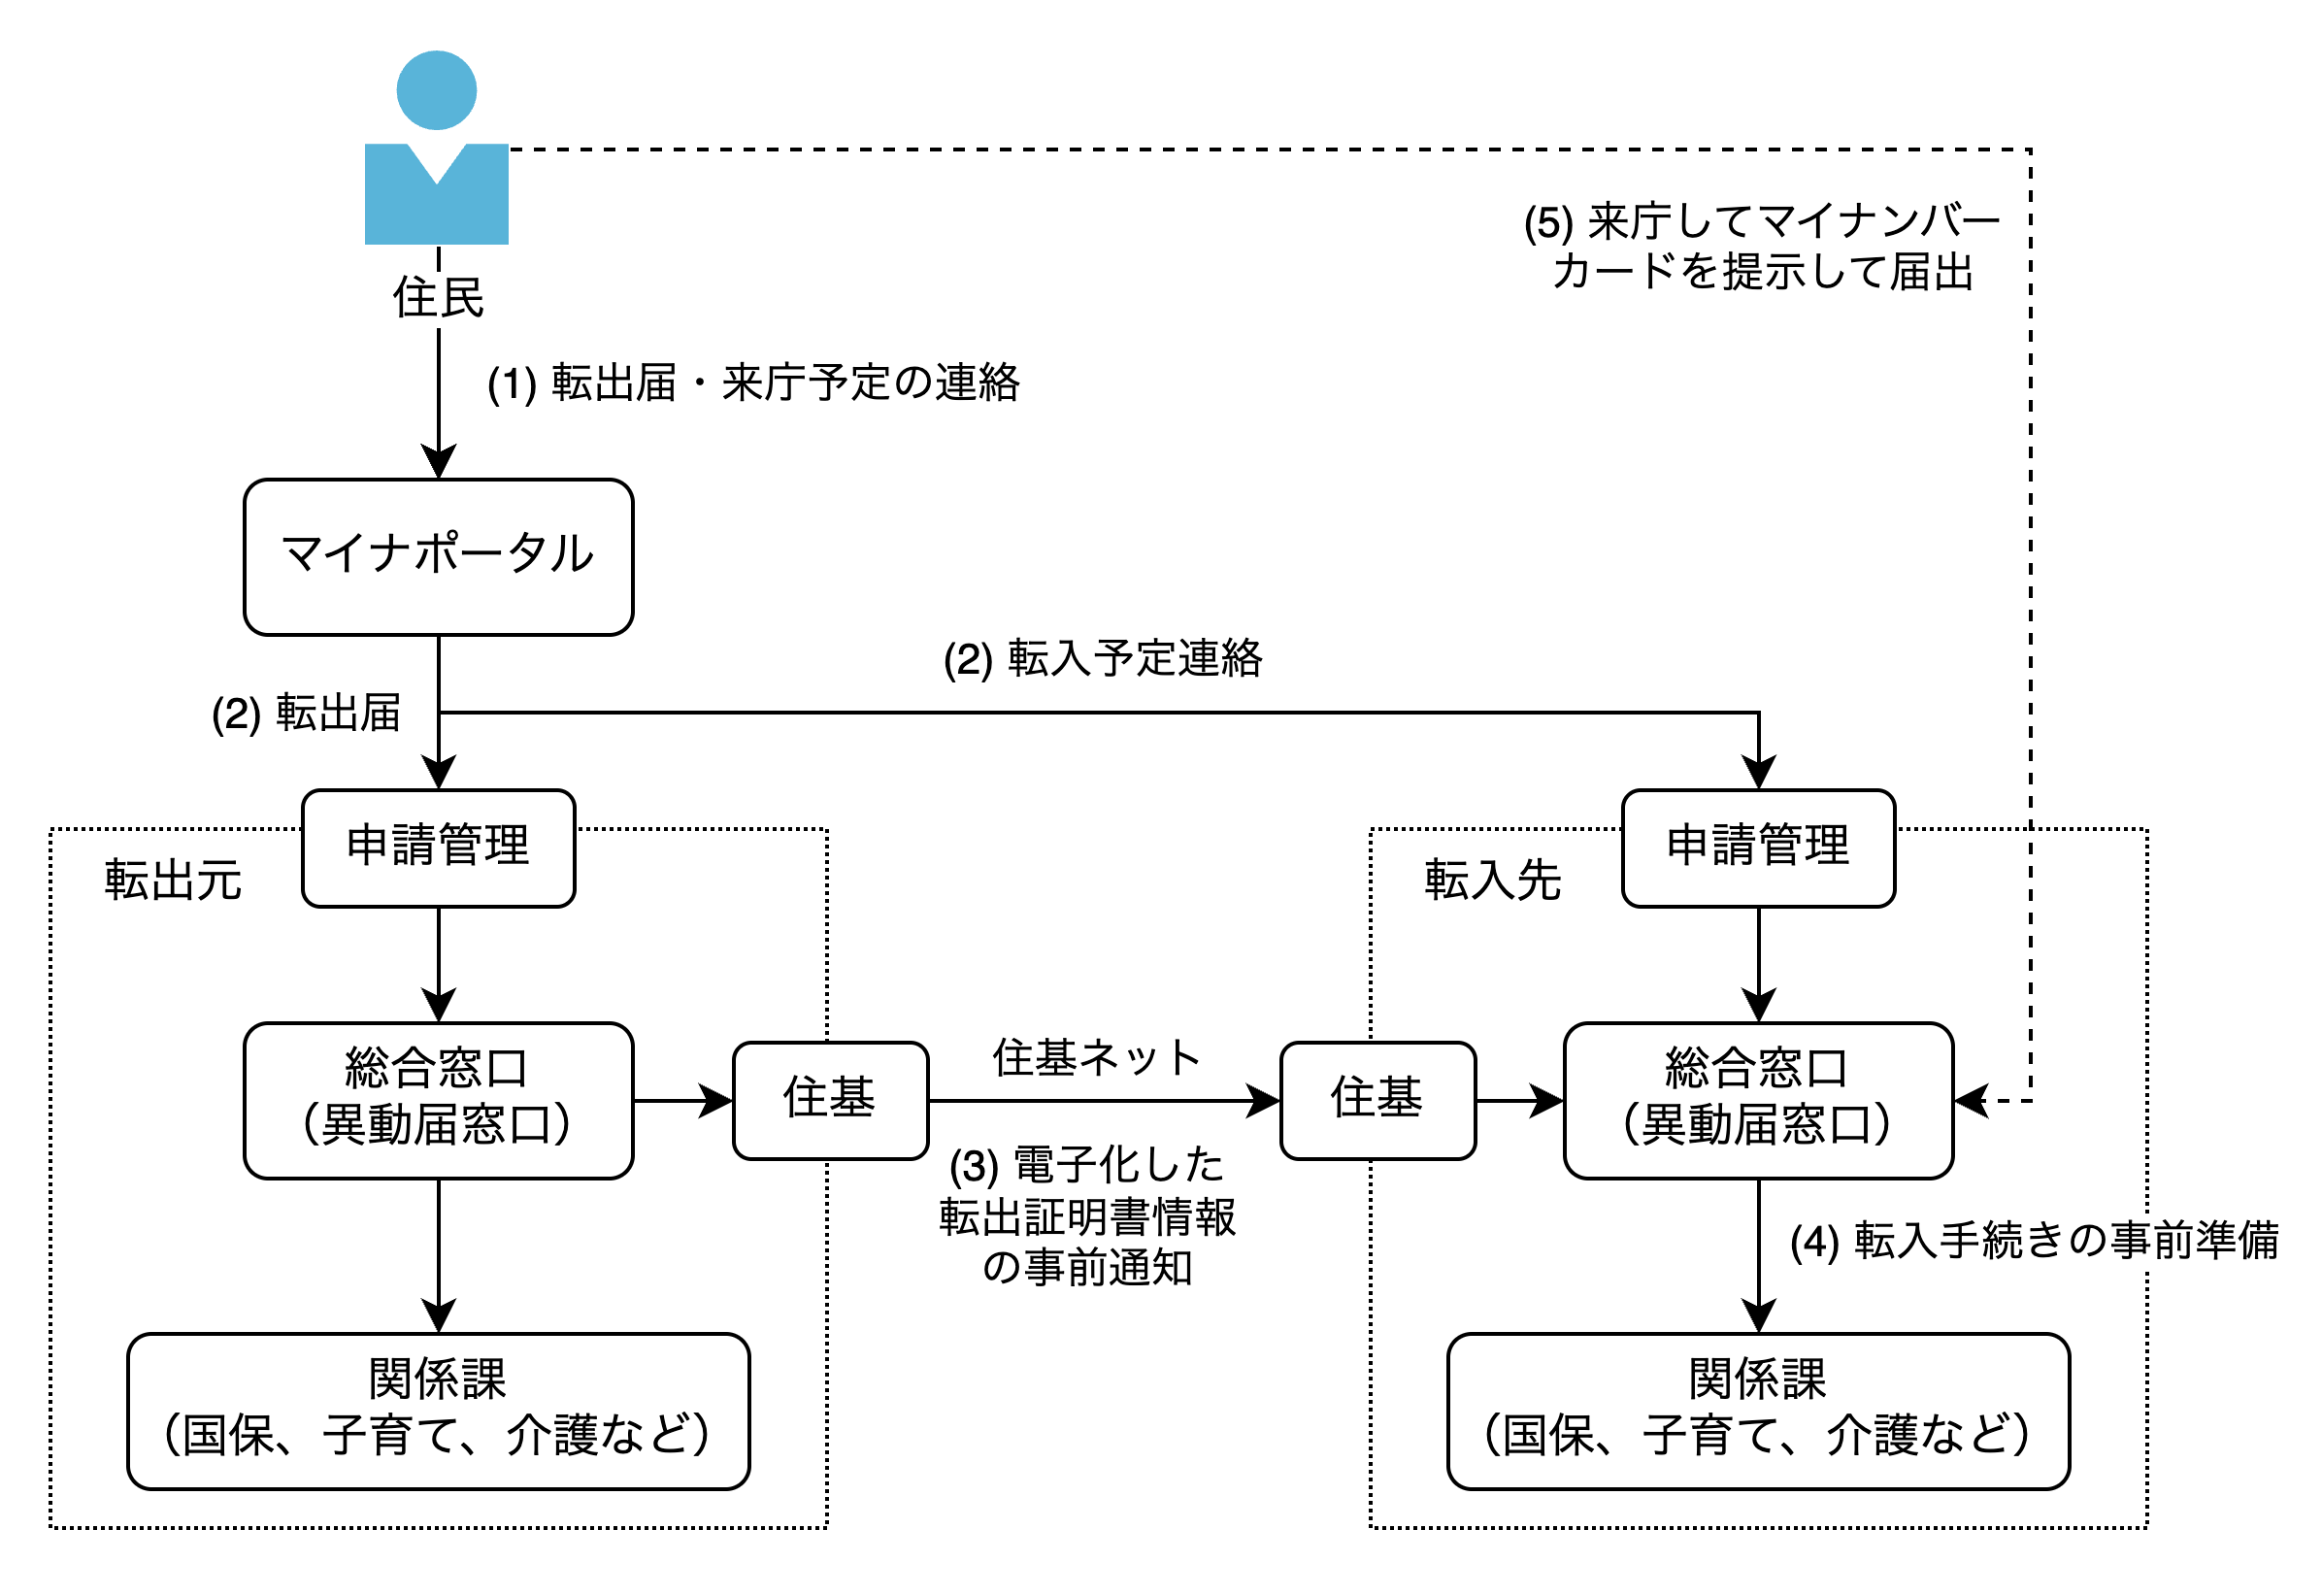 住民
(5) 来庁してマイナンバー
カードを提示して届出
(1) 転出届・来庁予定の連絡
マイナポータル
(2) 転入予定連絡
(2) 転出届
申請管理
申請管理
転出元
転入先
総合窓口
（異動届窓口）
住基
住基ネット
住基
総合窓口
（異動届窓口）
(3) 電子化した
転出証明書情報
の事前通知
(4) 転入手続きの事前準備
関係課
（国保、子育て、介護など）
関係課
（国保、子育て、介護など）